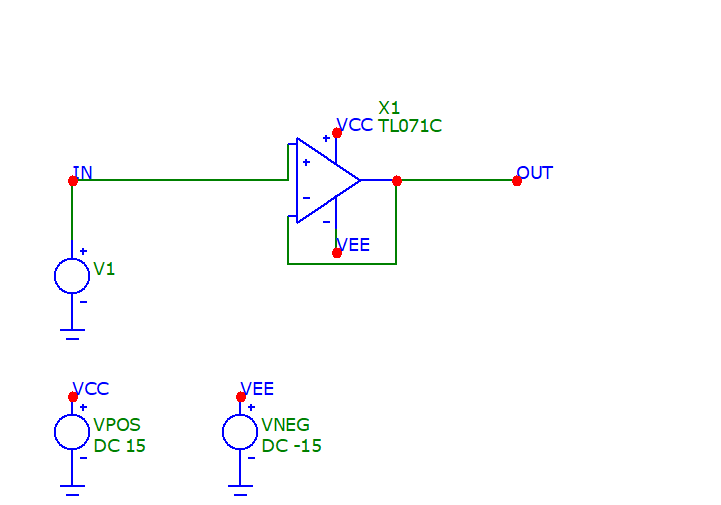 X1
VCC TL071C
IN
OUT
VEE
V1
VCC
VPOS
DC 15
VEE
VNEG
DC -15